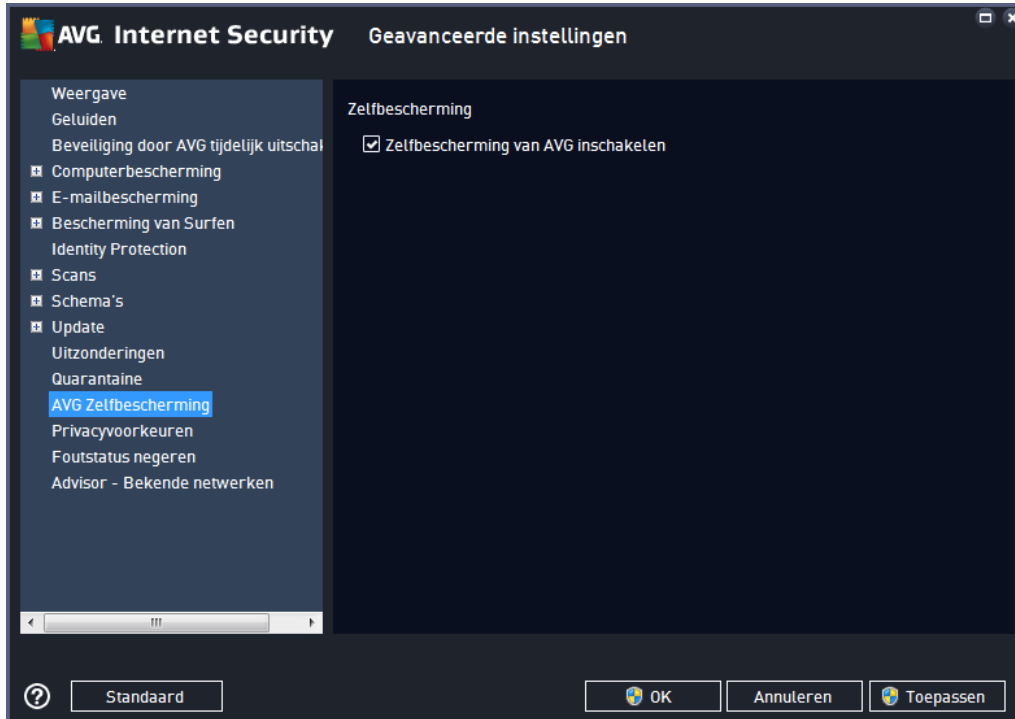 AVG. Internet Security Geavanceerde instellingen
Weergave
Geluiden
Beveiliging door AVG tijdelijk uitschak
Computerbescherming
E-mailbescherming
Bescherming van Surfen
Identity Protection
Scans
Schema's
Update
Uitzonderingen
Quarantaine
AVG Zelfbescherming
Privacyvoorkeuren
Foutstatus negeren
Advisor - Bekende netwerken
Zelfbescherming
Zelfbescherming van AVG inschakelen
? Standaard OK Annuleren Toepassen